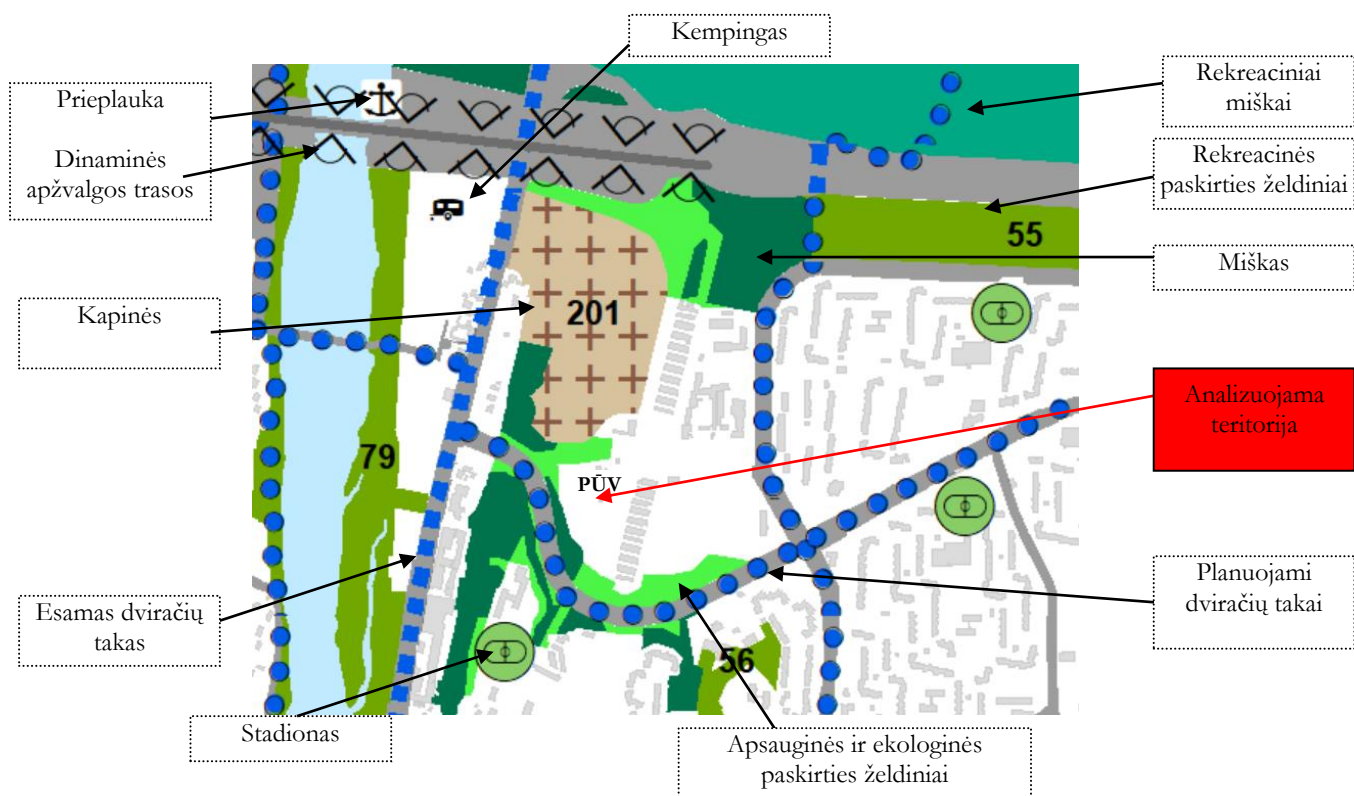 Kempingas
Prieplauka
Dinaminės
apžvalgos trasos
Rekreaciniai
miškai
Rekreacinės
paskirties želdiniai
55
Miškas
Kapinės
201
Analizuojama
teritorija
79
PŪV
Esamas dviračių
takas
Planuojami
dviračių takai
56
Stadionas
Apsauginės ir ekologinės
paskirties želdiniai